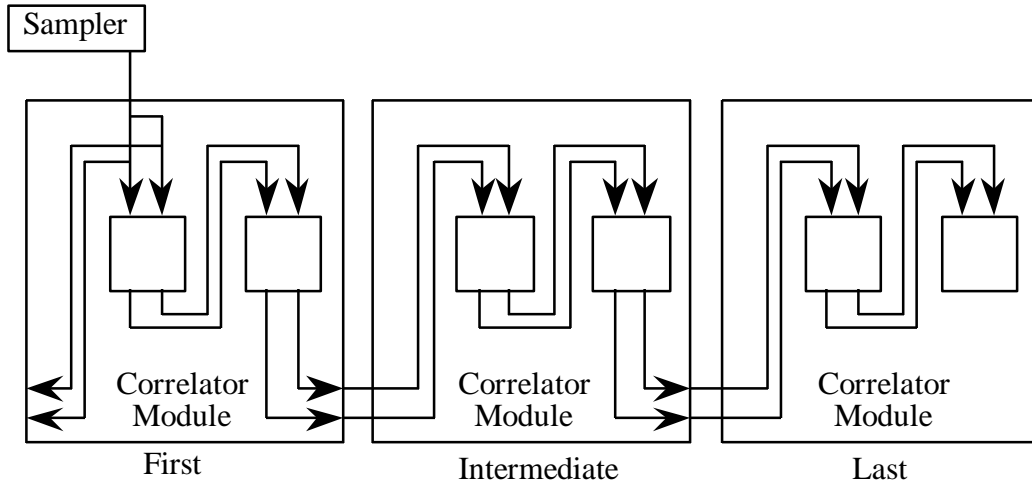 Sampler
Correlator
Module
First
Correlator
Module
Intermediate
Correlator
Module
Last